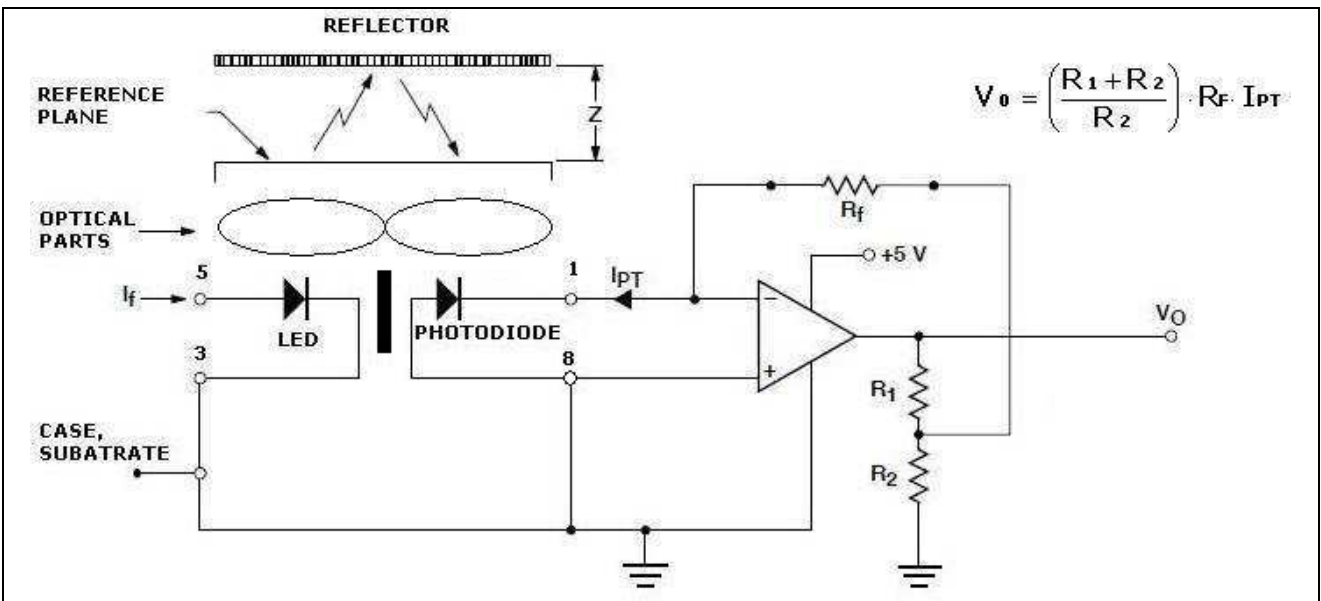 REFLECTOR
REFERENCE
PLANE
Z
V0 = (R1+R2 / R2) · RF · IPT
OPTICAL
PARTS
Rf
+5 V
If
5
LED
PHOTODIODE
1
IPT
−
+
VO
3
8
R1
CASE,
SUBATRATE
R2